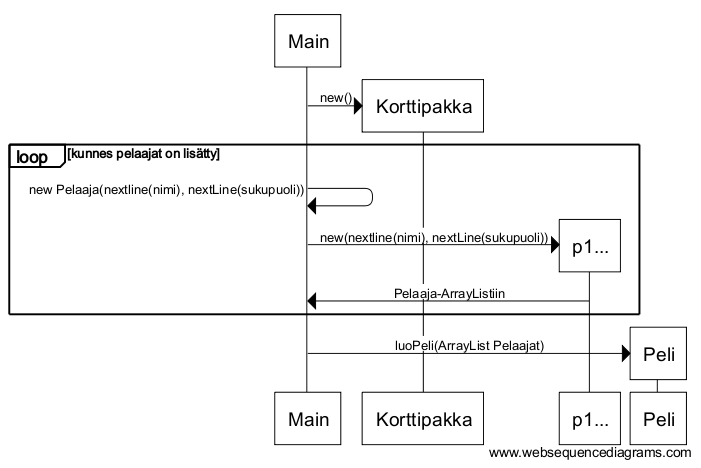 Main
new()
Korttipakka
loop
[kunnes pelaajat on lisätty]
new Pelaaja(nextline(nimi), nextLine(sukupuoli))
new(nextline(nimi), nextLine(sukupuoli))
p1...
Pelaaja-ArrayListiin
luoPeli(ArrayList Pelaajat)
Peli
Main
Korttipakka
p1...
Peli
www.websequencediagrams.com